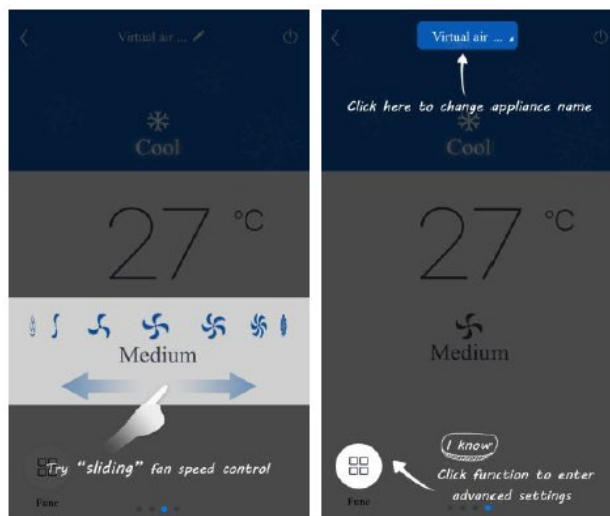 Virtual air ...
Cool
27 °C
Medium
Try "sliding" fan speed control
Func
Virtual air ...
Click here to change appliance name
Cool
27 °C
Medium
I know
Click function to enter
advanced settings
Func